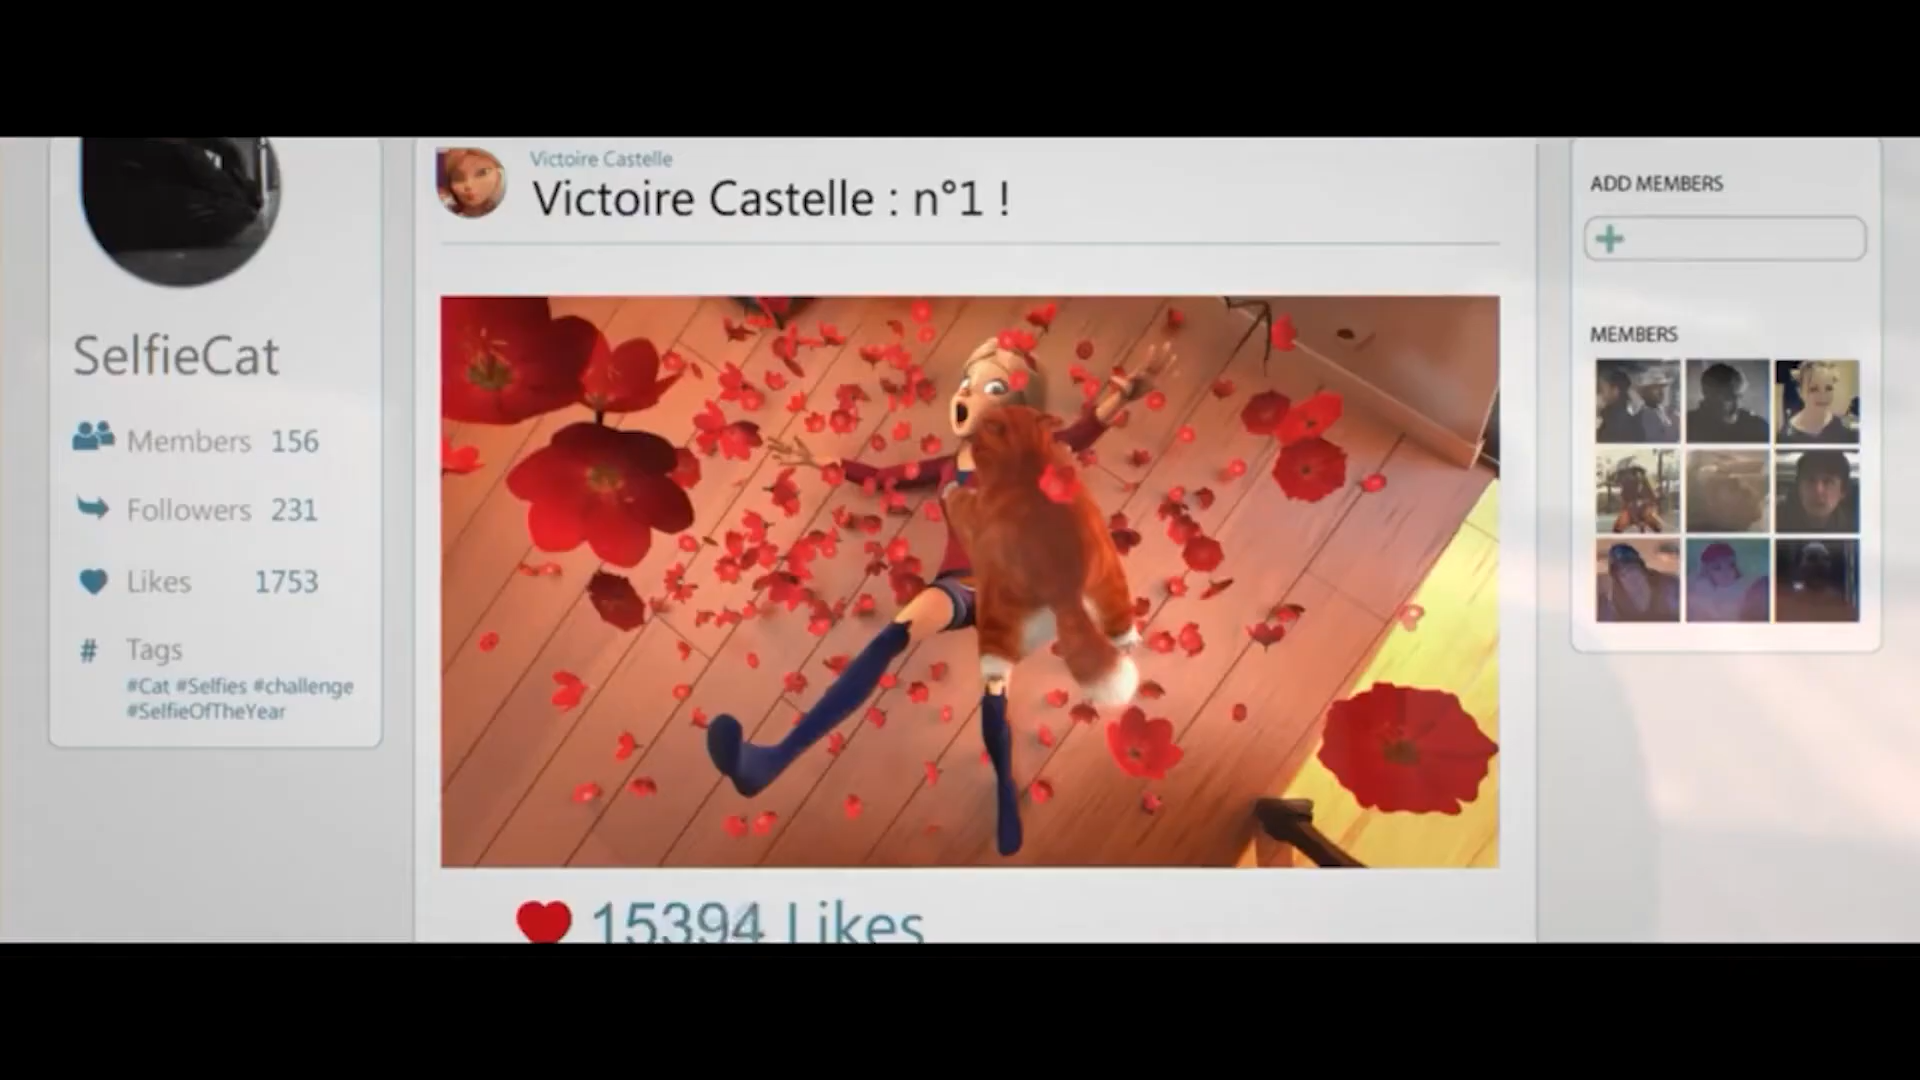 SelfieCat
Members 156
Followers 231
Likes 1753
# Tags
#Cat #Selfies #challenge
#SelfieOfTheYear
Victoire Castelle
Victoire Castelle : n°1 !
15394 Likes
ADD MEMBERS
MEMBERS